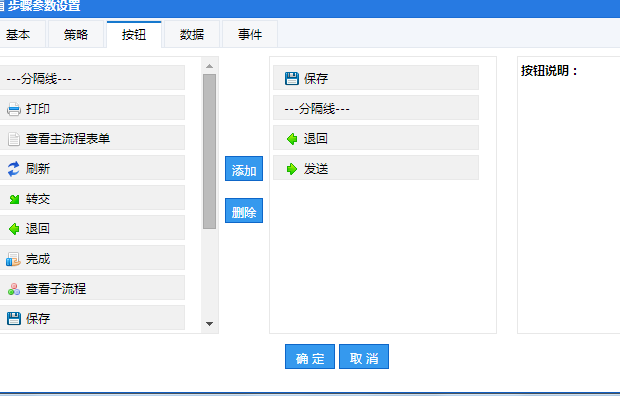 步骤参数设置
基本 策略 按钮 数据 事件
---分隔线---
打印
查看主流程表单
刷新
转交
退回
完成
查看子流程
保存
添加
删除
保存
---分隔线---
退回
发送
按钮说明：
确 定 取 消